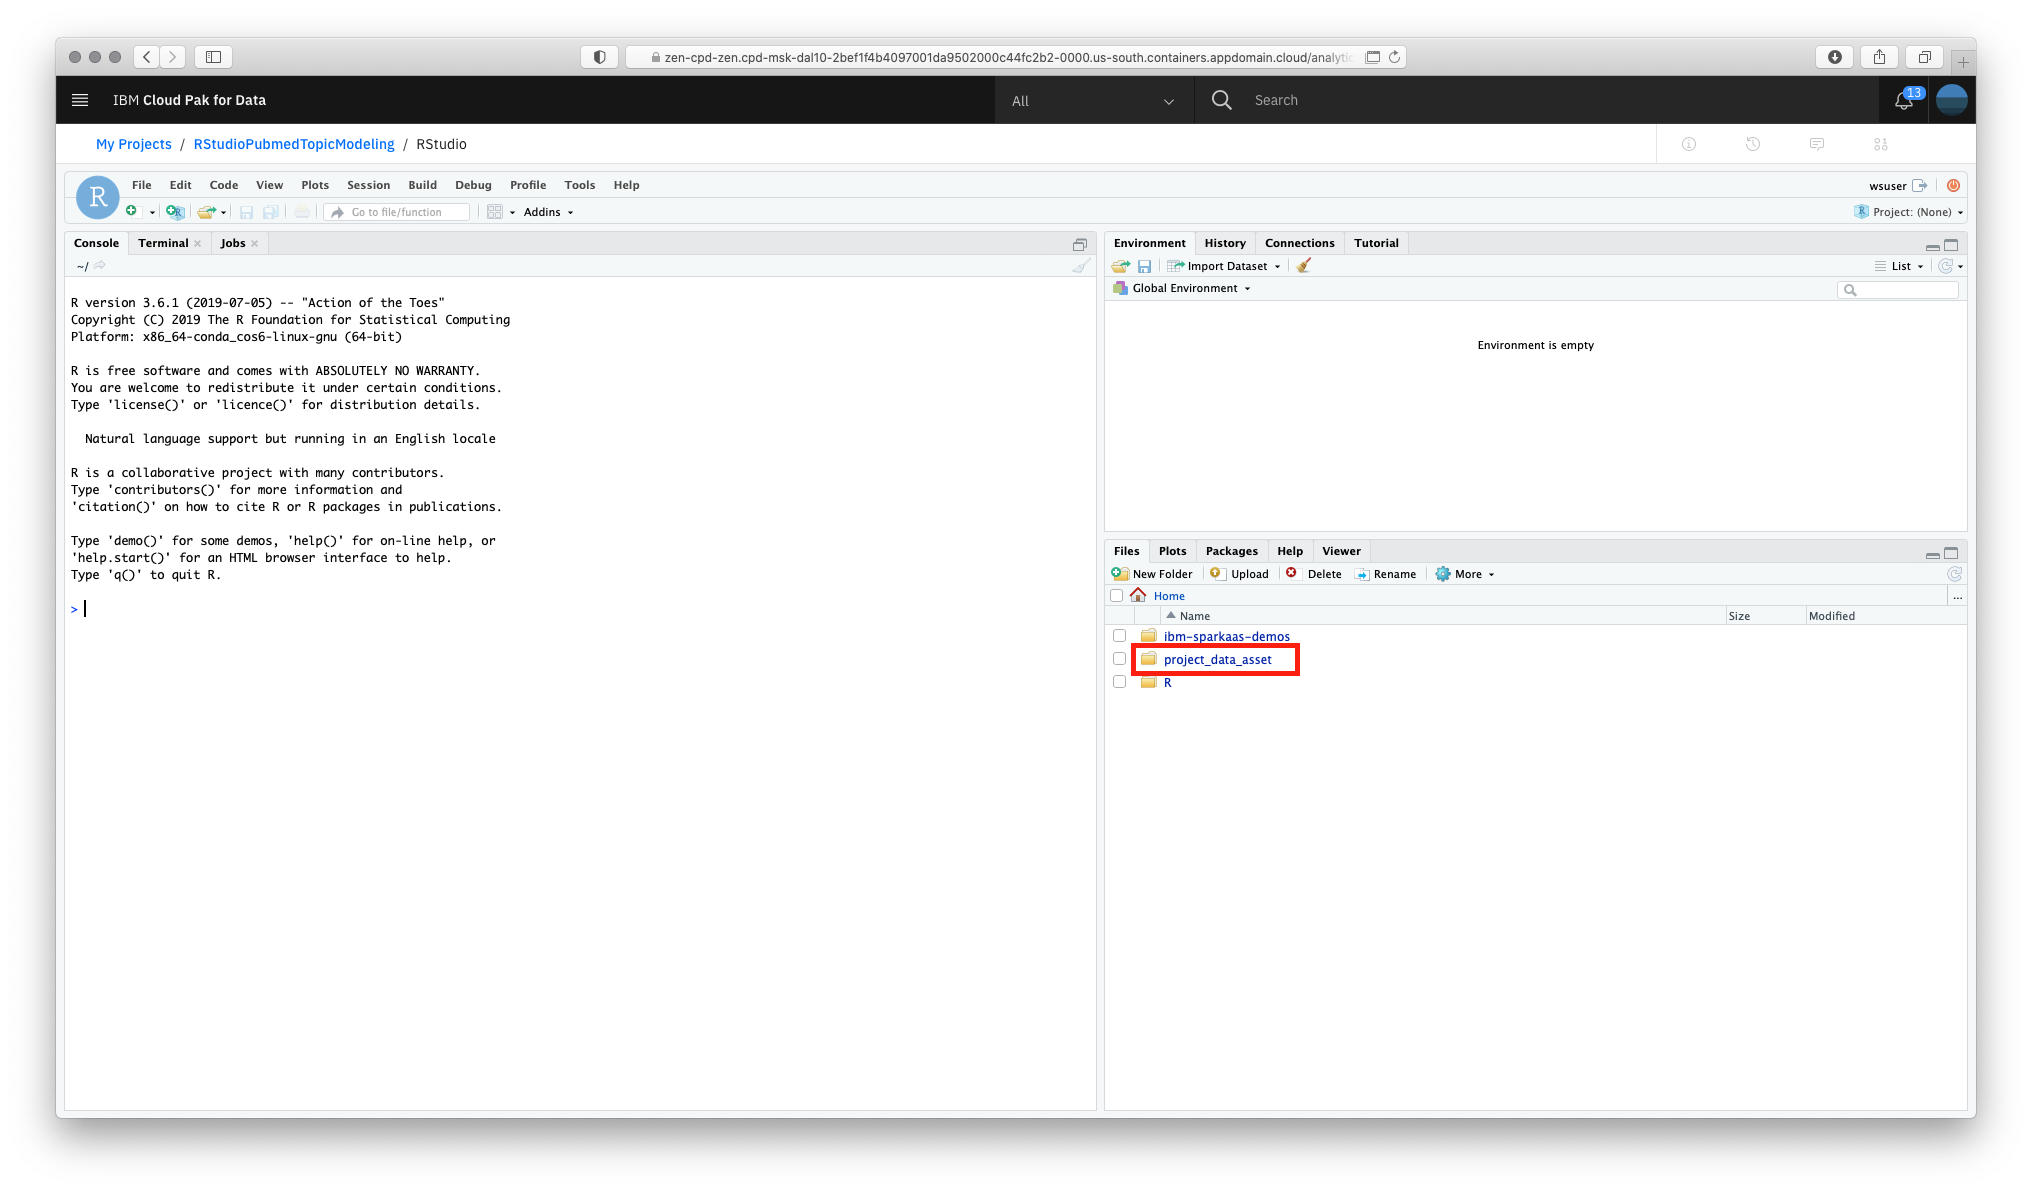 zen-cpd-zen.cpd-msk-dal10-2bef1f4b4097001da9502000c44fc2b2-0000.us-south.containers.appdomain.cloud/analytic
IBM Cloud Pak for Data
All
Search
13
My Projects / RStudioPubmedTopicModeling / RStudio
R
File Edit Code View Plots Session Build Debug Profile Tools Help
wsuser
Go to file/function
Addins
Project: (None)
Console Terminal Jobs
~/
R version 3.6.1 (2019-07-05) -- "Action of the Toes"
Copyright (C) 2019 The R Foundation for Statistical Computing
Platform: x86_64-conda_cos6-linux-gnu (64-bit)
R is free software and comes with ABSOLUTELY NO WARRANTY.
You are welcome to redistribute it under certain conditions.
Type 'license()' or 'licence()' for distribution details.
Natural language support but running in an English locale
R is a collaborative project with many contributors.
Type 'contributors()' for more information and
'citation()' on how to cite R or R packages in publications.
Type 'demo()' for some demos, 'help()' for on-line help, or
'help.start()' for an HTML browser interface to help.
Type 'q()' to quit R.
>
Environment History Connections Tutorial
Import Dataset
List
Global Environment
Environment is empty
Files Plots Packages Help Viewer
New Folder Upload Delete Rename More
Home
...
Name Size Modified
ibm-sparkaas-demos
project_data_asset
R